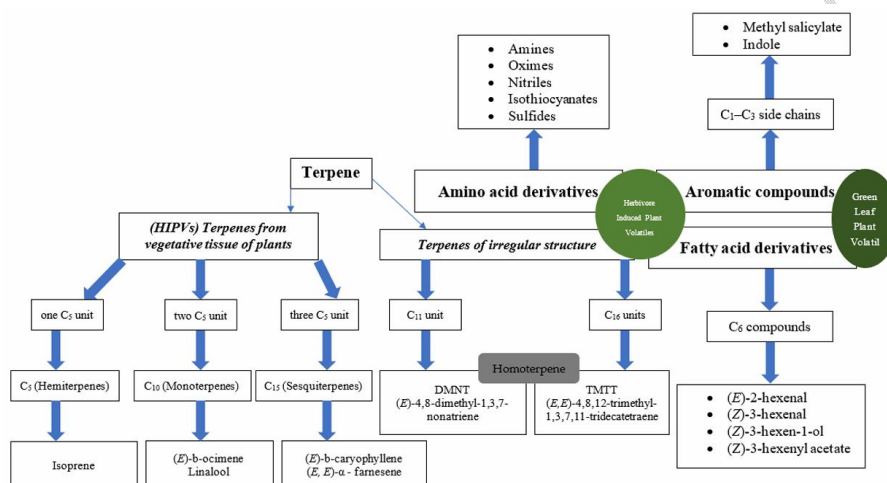 • Amines
• Oximes
• Nitriles
• Isothiocyanates
• Sulfides
• Methyl salicylate
• Indole
C₁–C₃ side chains
Terpene
Amino acid derivatives
Herbivore
Induced Plant
Volatiles
Aromatic compounds
Green
Leaf
Plant
Volatil
(HIPVs) Terpenes from
vegetative tissue of plants
Terpenes of irregular structure
Fatty acid derivatives
one C₅ unit
two C₅ unit
three C₅ unit
C₁₁ unit
C₁₆ units
C₆ compounds
C₅ (Hemiterpenes)
C₁₀ (Monoterpenes)
C₁₅ (Sesquiterpenes)
Homoterpene
DMNT
(E)-4,8-dimethyl-1,3,7-
nonatriene
TMTT
(E,E)-4,8,12-trimethyl-
1,3,7,11-tridecatetraene
• (E)-2-hexenal
• (Z)-3-hexenal
• (Z)-3-hexen-1-ol
• (Z)-3-hexenyl acetate
Isoprene
(E)-b-ocimene
Linalool
(E)-b-caryophyllene
(E, E)-α - farnesene